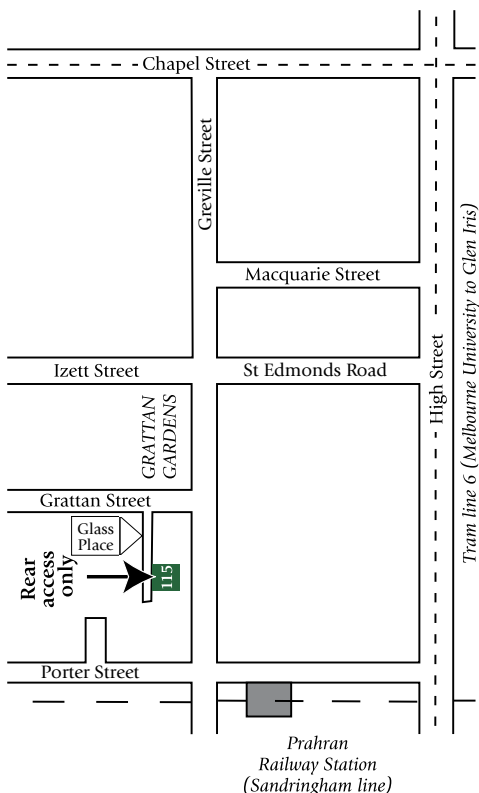 Chapel Street
Greville Street
Macquarie Street
Izett Street
St Edmonds Road
High Street
Tram line 6 (Melbourne University to Glen Iris)
GRATTAN
GARDENS
Grattan Street
Glass
Place
Rear
access
only
115
Porter Street
Prahran
Railway Station
(Sandringham line)